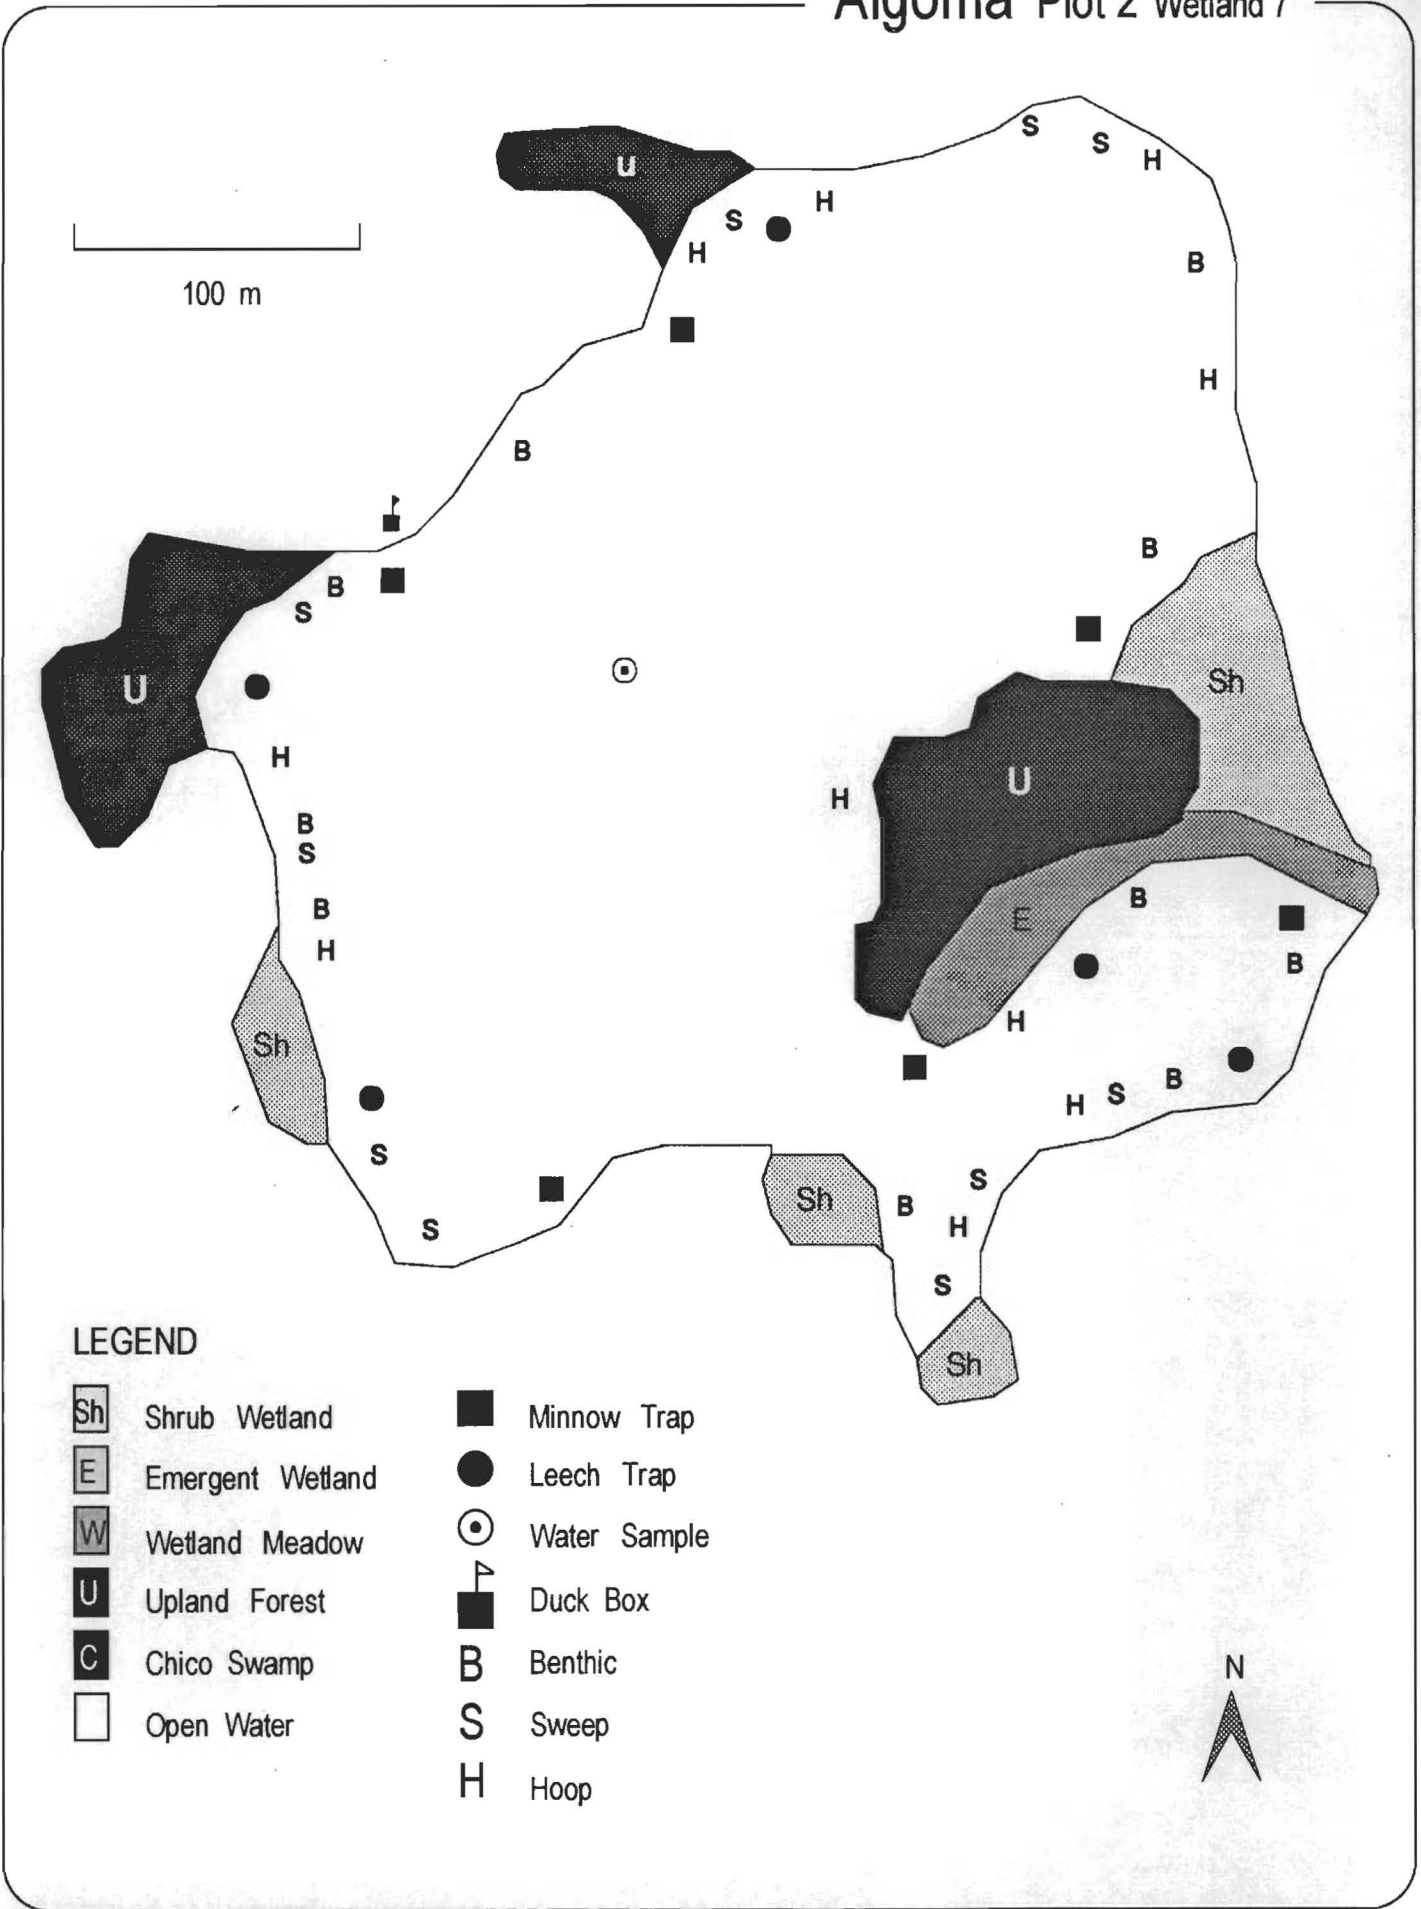 Algoma Plot 2 Wetland 7
S
S
H
U
H
S
H
B
100 m
H
B
B
B
S
Sh
U
H
U
H
B
S
B
B
E
H
B
H
Sh
B
H S
S
S
Sh
B
H
S
S
Sh
LEGEND
Sh Shrub Wetland
E Emergent Wetland
W Wetland Meadow
U Upland Forest
C Chico Swamp
Open Water
Minnow Trap
Leech Trap
Water Sample
Duck Box
B Benthic
S Sweep
H Hoop
N